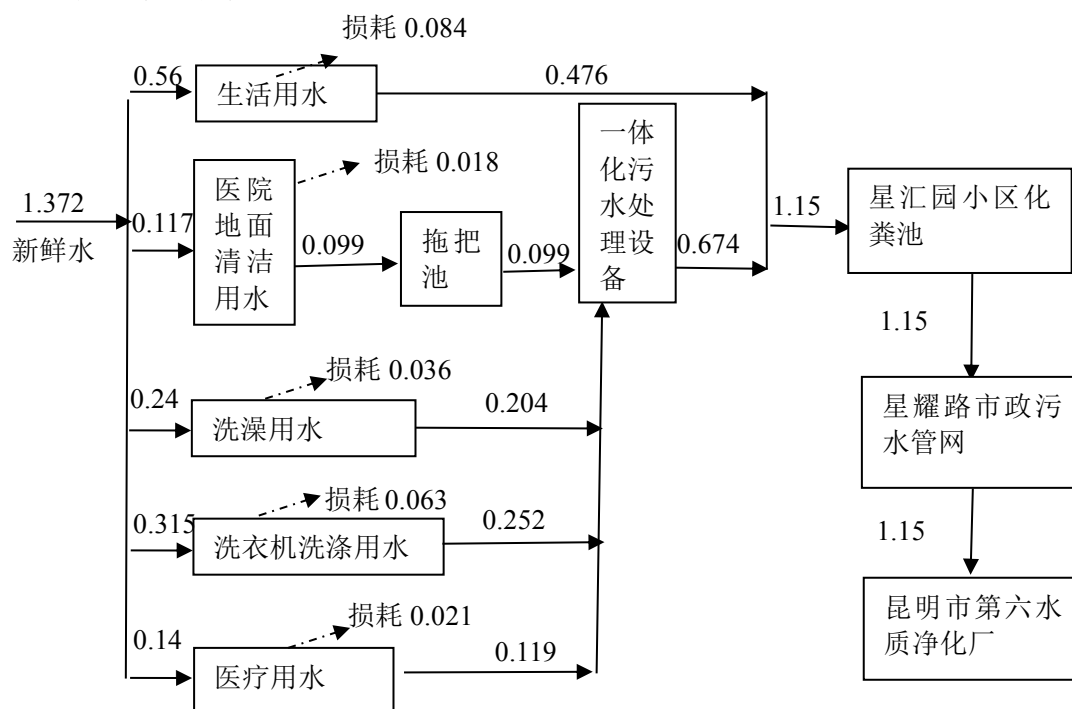 损耗 0.084
0.56
生活用水
0.476
1.372
新鲜水
0.117
医院
地面
清洁
用水
损耗 0.018
0.099
拖把
池
0.099
一体
化污
水处
理设
备
0.674
1.15
星汇园小区化
粪池
1.15
星耀路市政污
水管网
1.15
昆明市第六水
质净化厂
损耗 0.036
0.24
洗澡用水
0.204
损耗 0.063
0.315
洗衣机洗涤用水
0.252
损耗 0.021
0.14
医疗用水
0.119